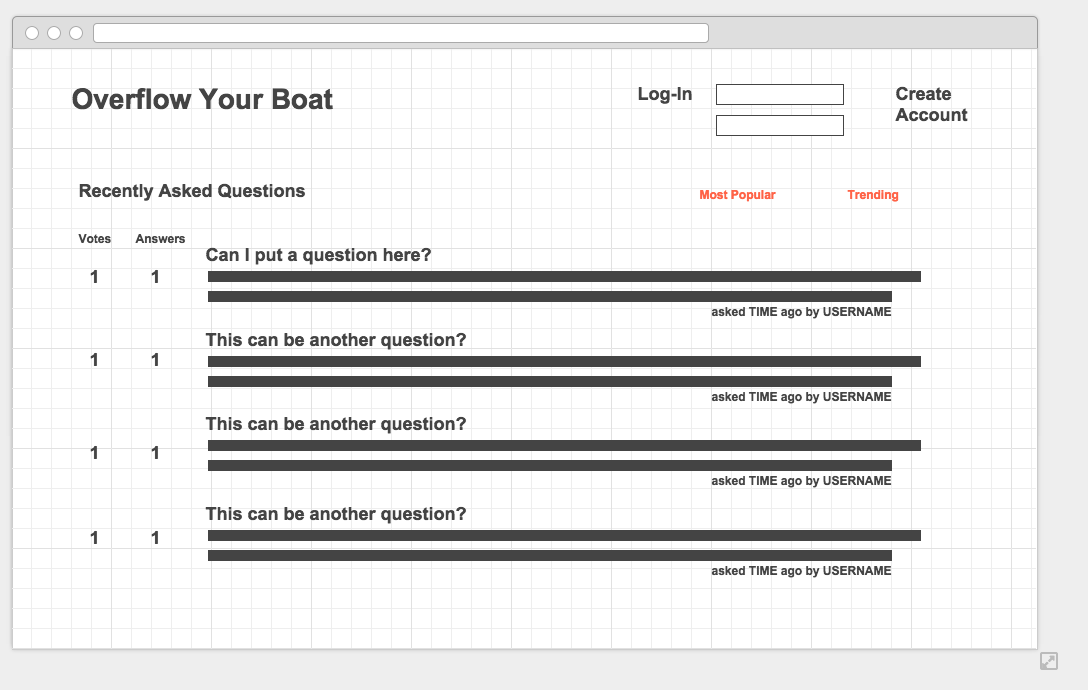 Overflow Your Boat
Log-In
Create
Account
Recently Asked Questions
Most Popular
Trending
Votes
Answers
Can I put a question here?
1
1
asked TIME ago by USERNAME
This can be another question?
1
1
asked TIME ago by USERNAME
This can be another question?
1
1
asked TIME ago by USERNAME
This can be another question?
1
1
asked TIME ago by USERNAME